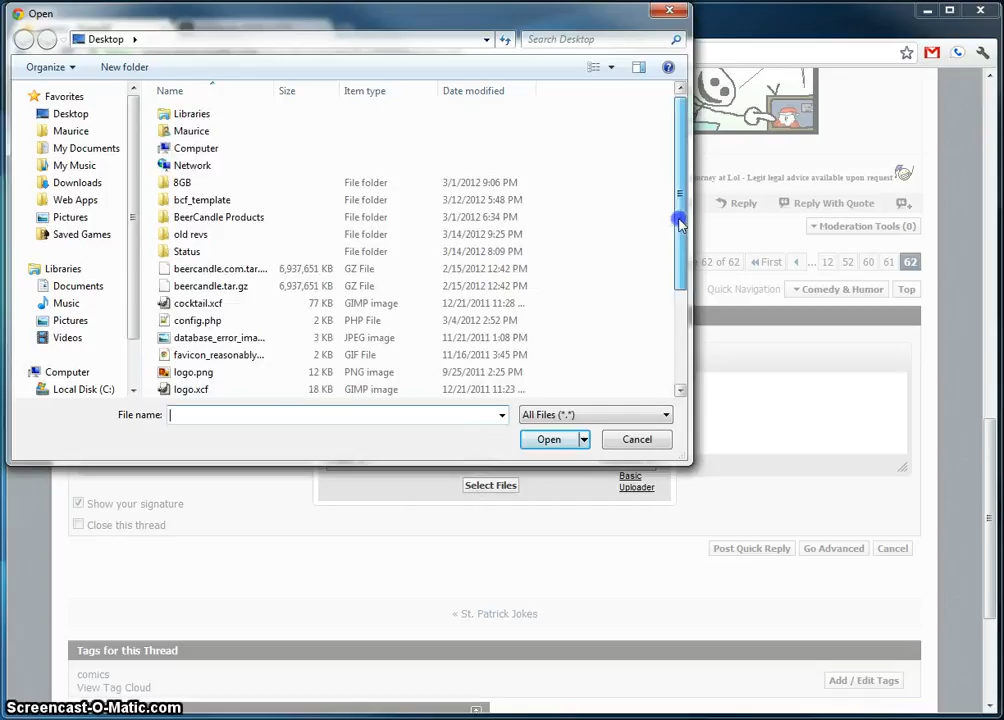 Open
Desktop
Search Desktop
Organize
New folder
Name Size Item type Date modified
Favorites
Desktop
Maurice
My Documents
My Music
Downloads
Web Apps
Pictures
Saved Games
Libraries
Documents
Music
Pictures
Videos
Computer
Local Disk (C:)
Libraries
Maurice
Computer
Network
8GB File folder 3/1/2012 9:06 PM
bcf_template File folder 3/12/2012 5:48 PM
BeerCandle Products File folder 3/1/2012 6:34 PM
old revs File folder 3/14/2012 9:25 PM
Status File folder 3/14/2012 8:09 PM
beercandle.com.tar.... 6,937,651 KB GZ File 2/15/2012 12:42 PM
beercandle.tar.gz 6,937,651 KB GZ File 2/15/2012 12:42 PM
cocktail.xcf 77 KB GIMP image 12/21/2011 11:28 ...
config.php 2 KB PHP File 3/4/2012 2:52 PM
database_error_ima... 3 KB JPEG image 11/21/2011 1:08 PM
favicon_reasonably... 2 KB GIF File 11/16/2011 3:45 PM
logo.png 12 KB PNG image 9/25/2011 2:25 PM
logo.xcf 18 KB GIMP image 12/21/2011 11:23 ...
File name:
All Files (*.*)
Open
Cancel
rney at Lol - Legit legal advice available upon request
Reply
Reply With Quote
Moderation Tools (0)
62 of 62
First
... 12 52 60 61 62
Quick Navigation
Comedy & Humor
Top
Select Files
Basic
Uploader
Show your signature
Close this thread
Post Quick Reply
Go Advanced
Cancel
« St. Patrick Jokes
Tags for this Thread
comics
View Tag Cloud
Add / Edit Tags
Screencast-O-Matic.com